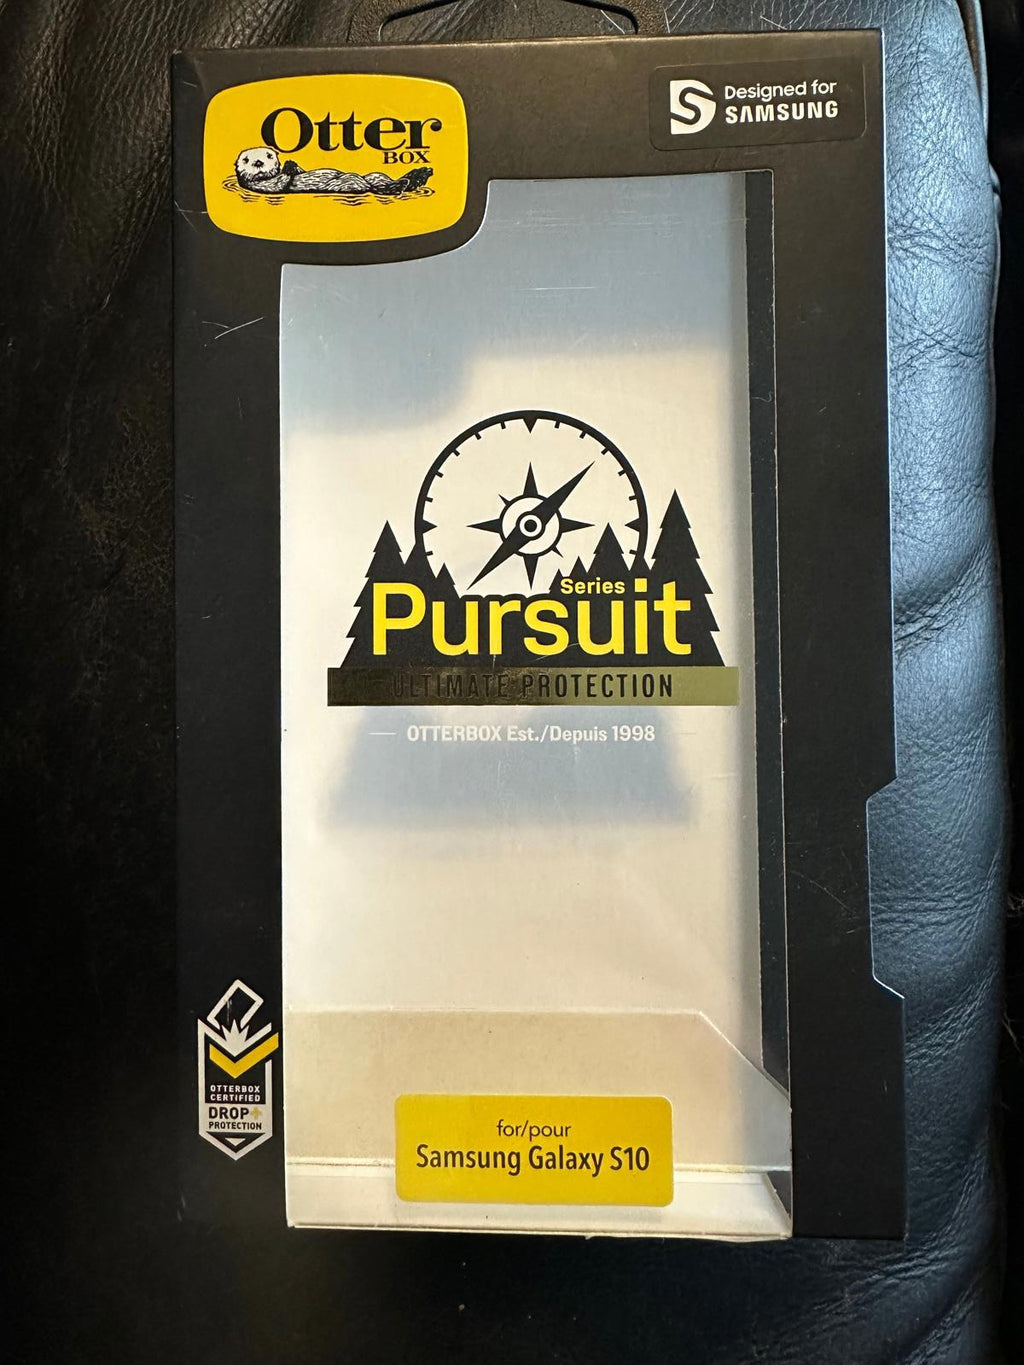 Otter
BOX
Designed for
SAMSUNG
Series
Pursuit
ULTIMATE PROTECTION
OTTERBOX Est./Depuis 1998
OTTERBOX
CERTIFIED
DROP+
PROTECTION
for/pour
Samsung Galaxy S10